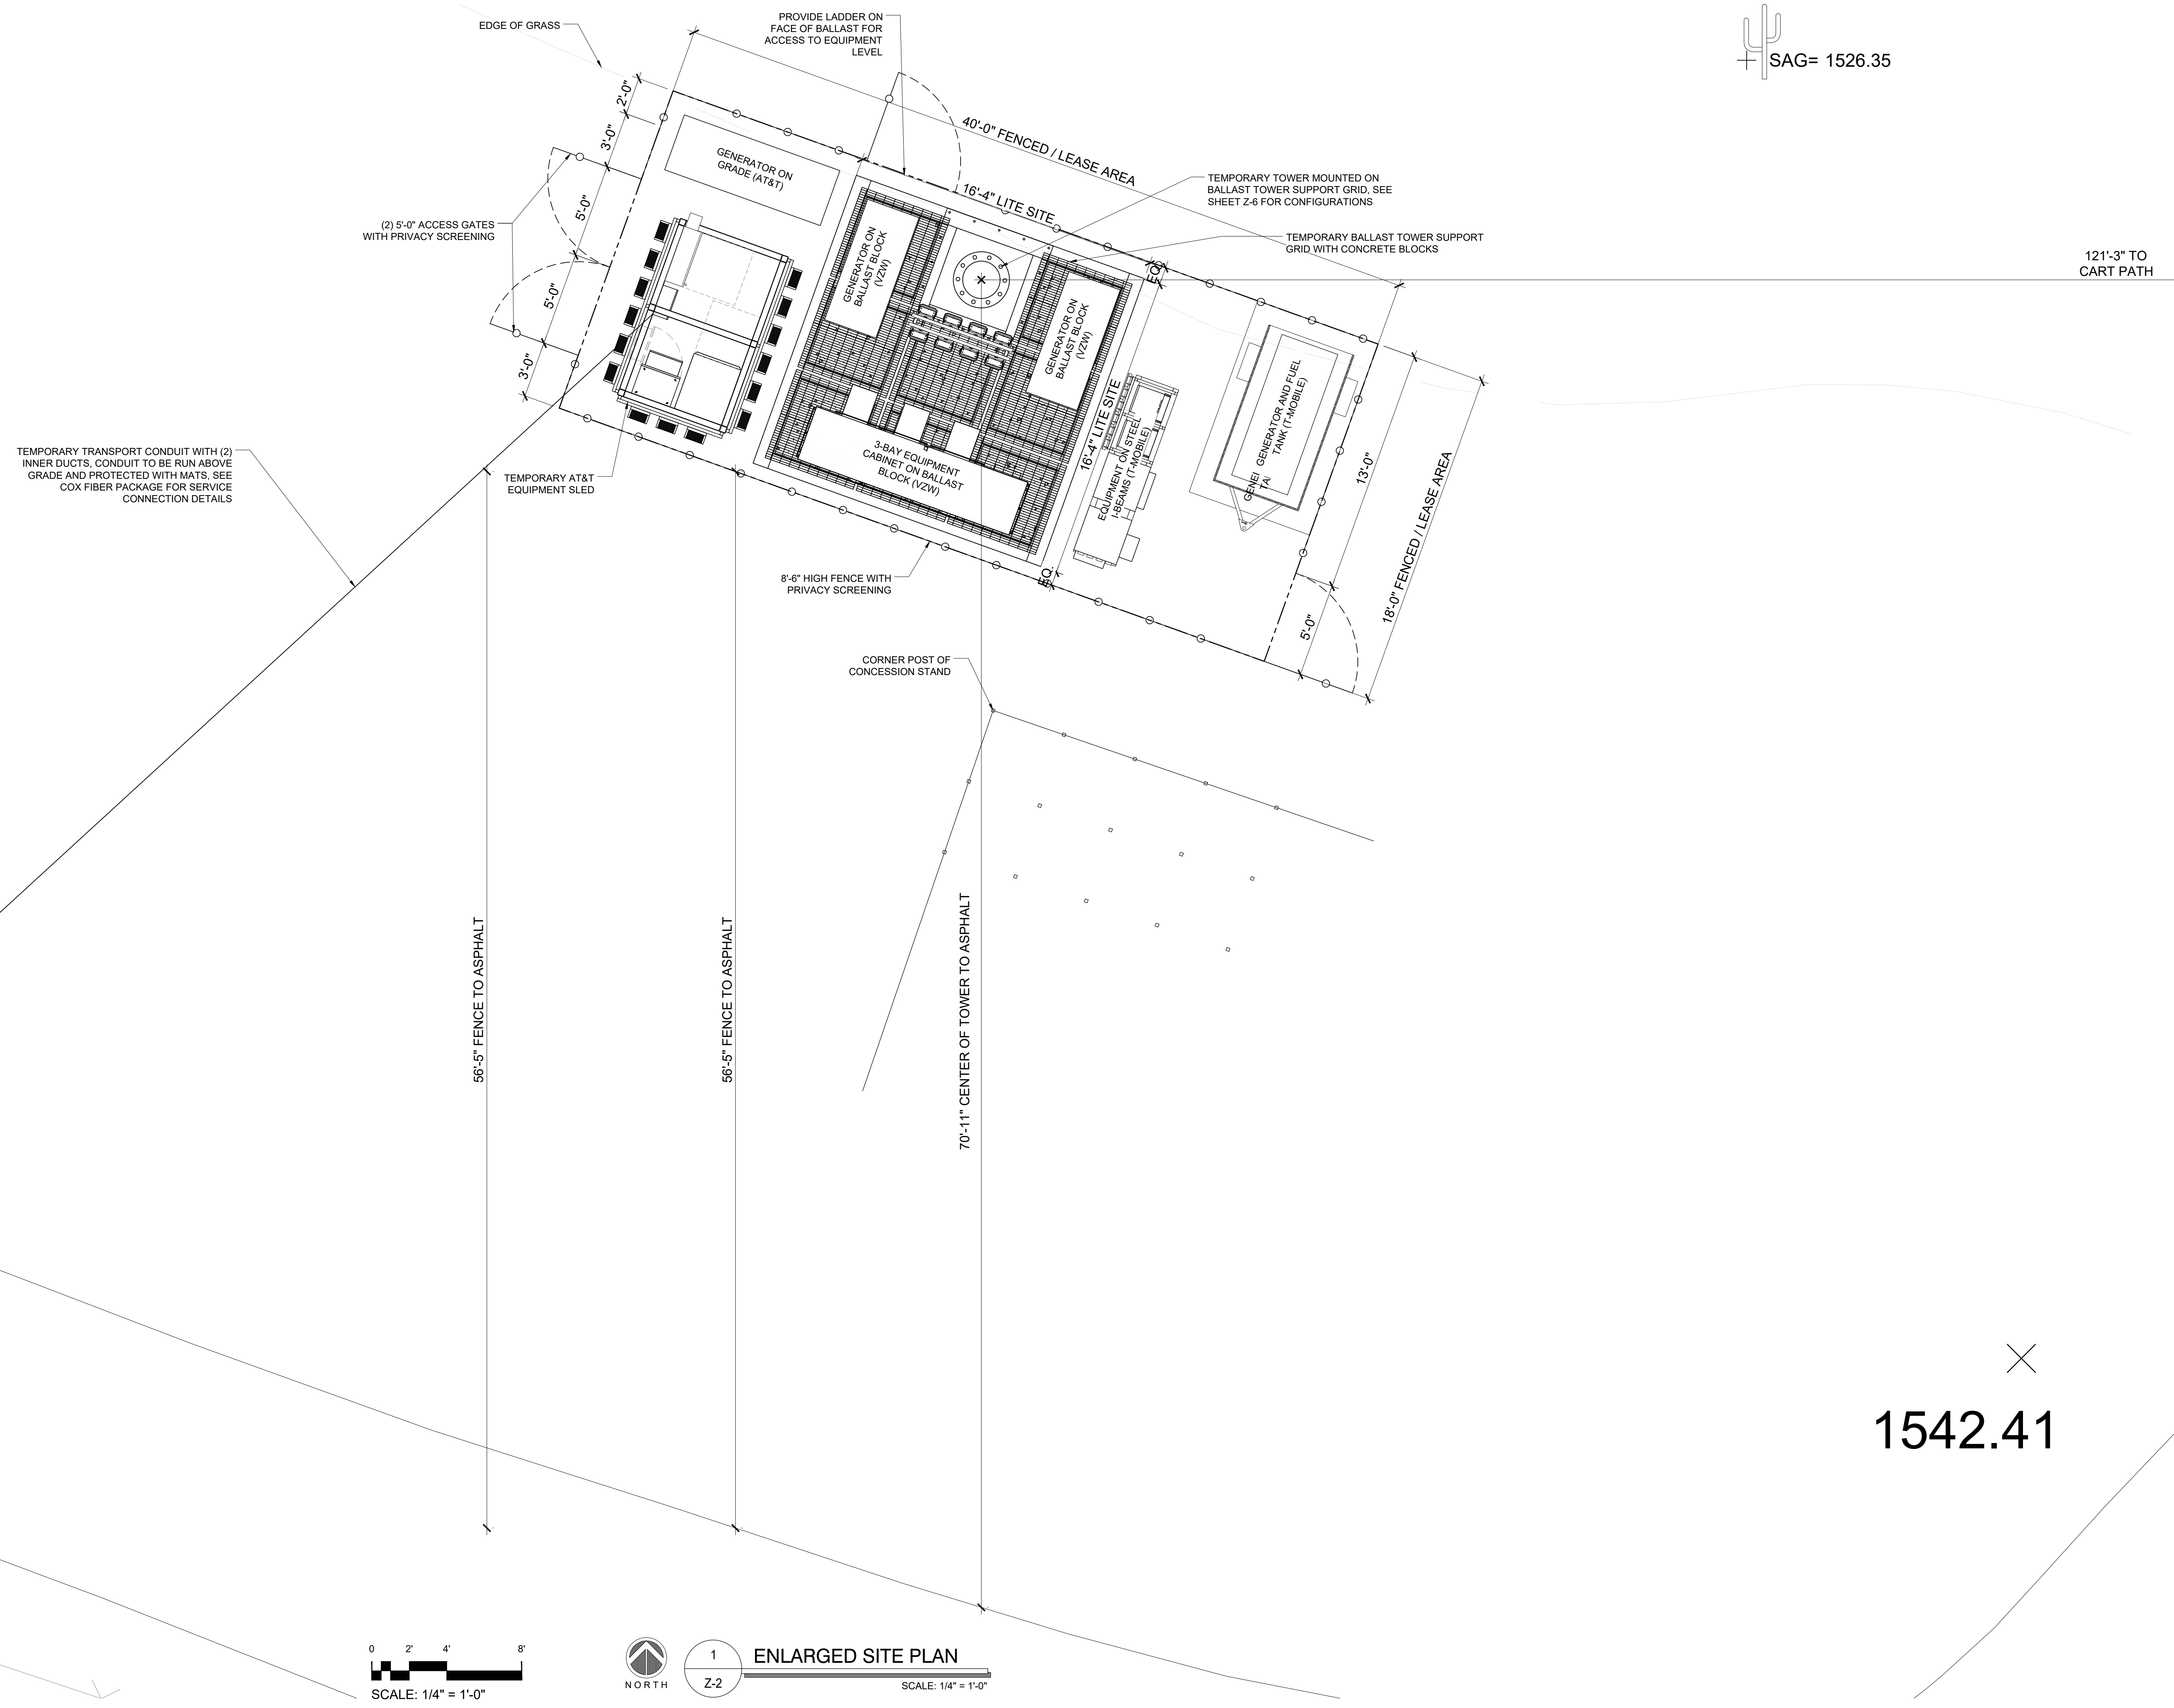 EDGE OF GRASS
PROVIDE LADDER ON
FACE OF BALLAST FOR
ACCESS TO EQUIPMENT
LEVEL
SAG= 1526.35
2'-0"
3'-0"
5'-0"
5'-0"
3'-0"
40'-0" FENCED / LEASE AREA
16'-4" LITE SITE
GENERATOR ON
GRADE (AT&T)
(2) 5'-0" ACCESS GATES
WITH PRIVACY SCREENING
TEMPORARY TOWER MOUNTED ON
BALLAST TOWER SUPPORT GRID, SEE
SHEET Z-6 FOR CONFIGURATIONS
TEMPORARY BALLAST TOWER SUPPORT
GRID WITH CONCRETE BLOCKS
121'-3" TO
CART PATH
GENERATOR ON
BALLAST BLOCK
(VZW)
EQ.
GENERATOR ON
BALLAST BLOCK
(VZW)
16'-4" LITE SITE
EQUIPMENT ON STEEL
I-BEAMS (T-MOBILE)
GENERATOR AND FUEL
TANK (T-MOBILE)
GENEI
TA
13'-0"
18'-0" FENCED / LEASE AREA
5'-0"
3-BAY EQUIPMENT
CABINET ON BALLAST
BLOCK (VZW)
TEMPORARY TRANSPORT CONDUIT WITH (2)
INNER DUCTS, CONDUIT TO BE RUN ABOVE
GRADE AND PROTECTED WITH MATS, SEE
COX FIBER PACKAGE FOR SERVICE
CONNECTION DETAILS
TEMPORARY AT&T
EQUIPMENT SLED
EQ.
8'-6" HIGH FENCE WITH
PRIVACY SCREENING
CORNER POST OF
CONCESSION STAND
56'-5" FENCE TO ASPHALT
56'-5" FENCE TO ASPHALT
70'-11" CENTER OF TOWER TO ASPHALT
1542.41
0 2' 4' 8'
SCALE: 1/4" = 1'-0"
NORTH
1
Z-2
ENLARGED SITE PLAN
SCALE: 1/4" = 1'-0"